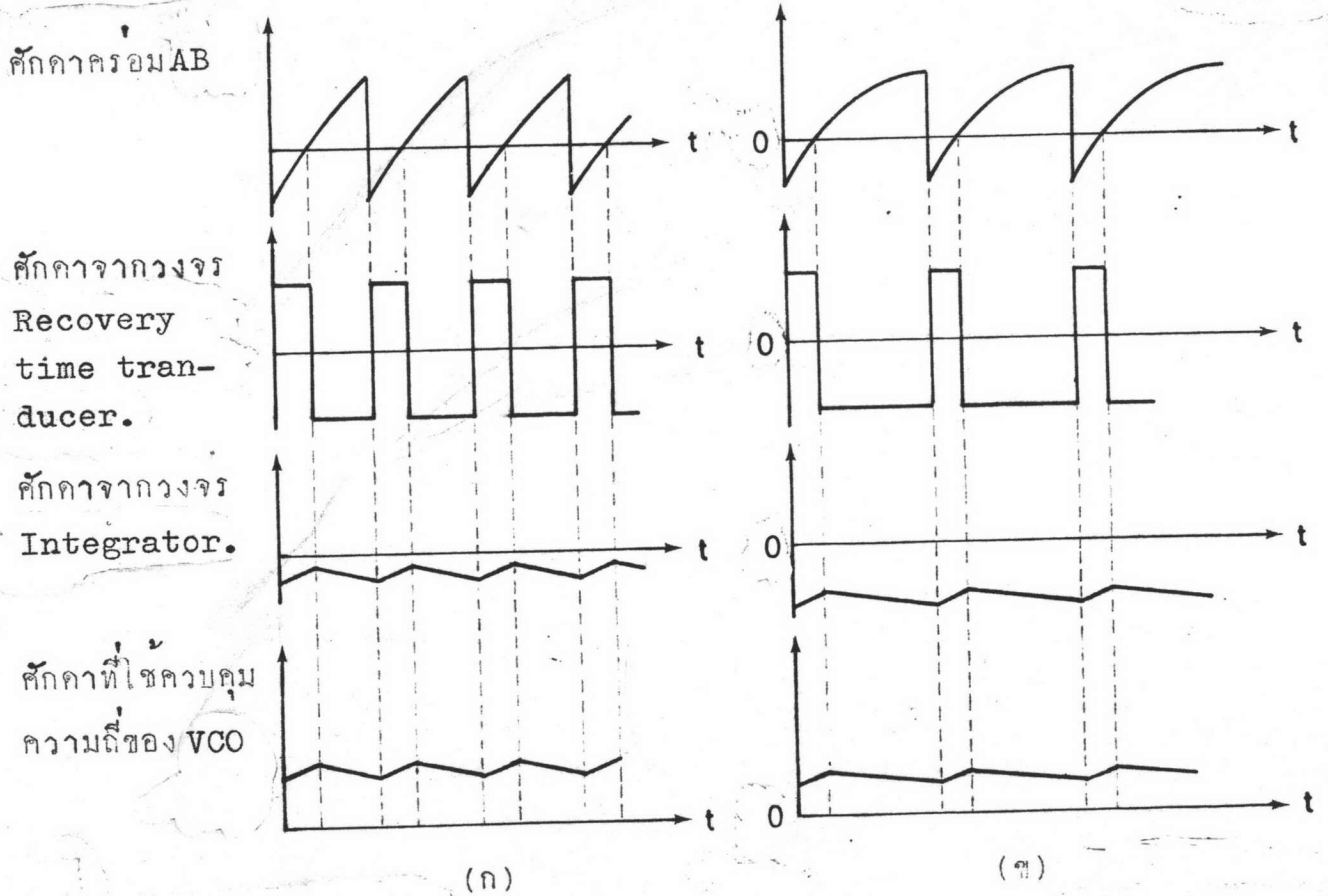 ศักดาคร่อมAB
t
0
t
ศักดาจากวงจร
Recovery
time tran-
ducer.
t
0
t
ศักดาจากวงจร
Integrator.
t
0
t
ศักดาที่ใช้ควบคุม
ความถี่ของ VCO
t
0
t
(ก)
(ข)